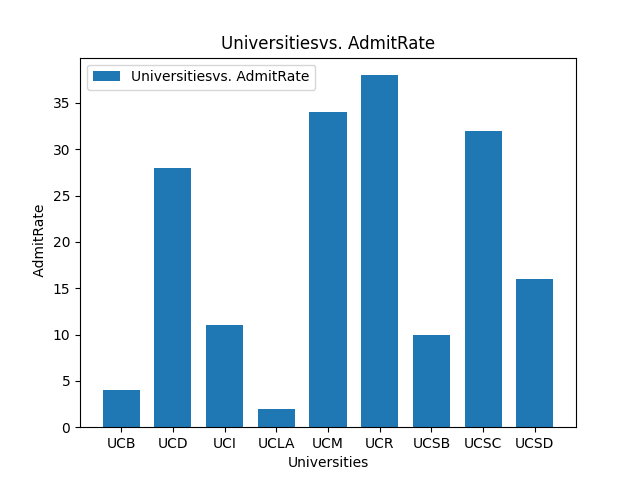 Universitiesvs. AdmitRate
Universitiesvs. AdmitRate
AdmitRate
35
30
25
20
15
10
5
0
UCB UCD UCI UCLA UCM UCR UCSB UCSC UCSD
Universities